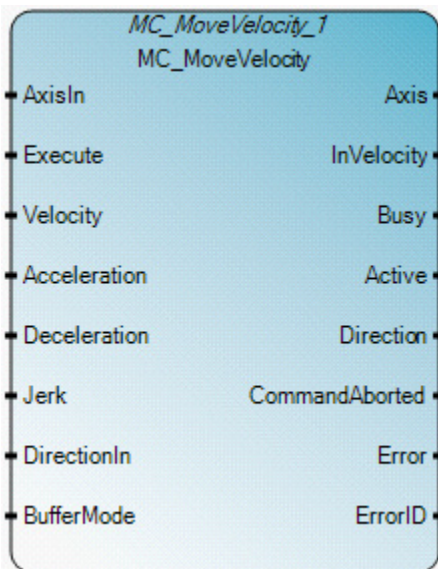 MC_MoveVelocity_1
MC_MoveVelocity
AxisIn Axis
Execute InVelocity
Velocity Busy
Acceleration Active
Deceleration Direction
Jerk CommandAborted
DirectionIn Error
BufferMode ErrorID